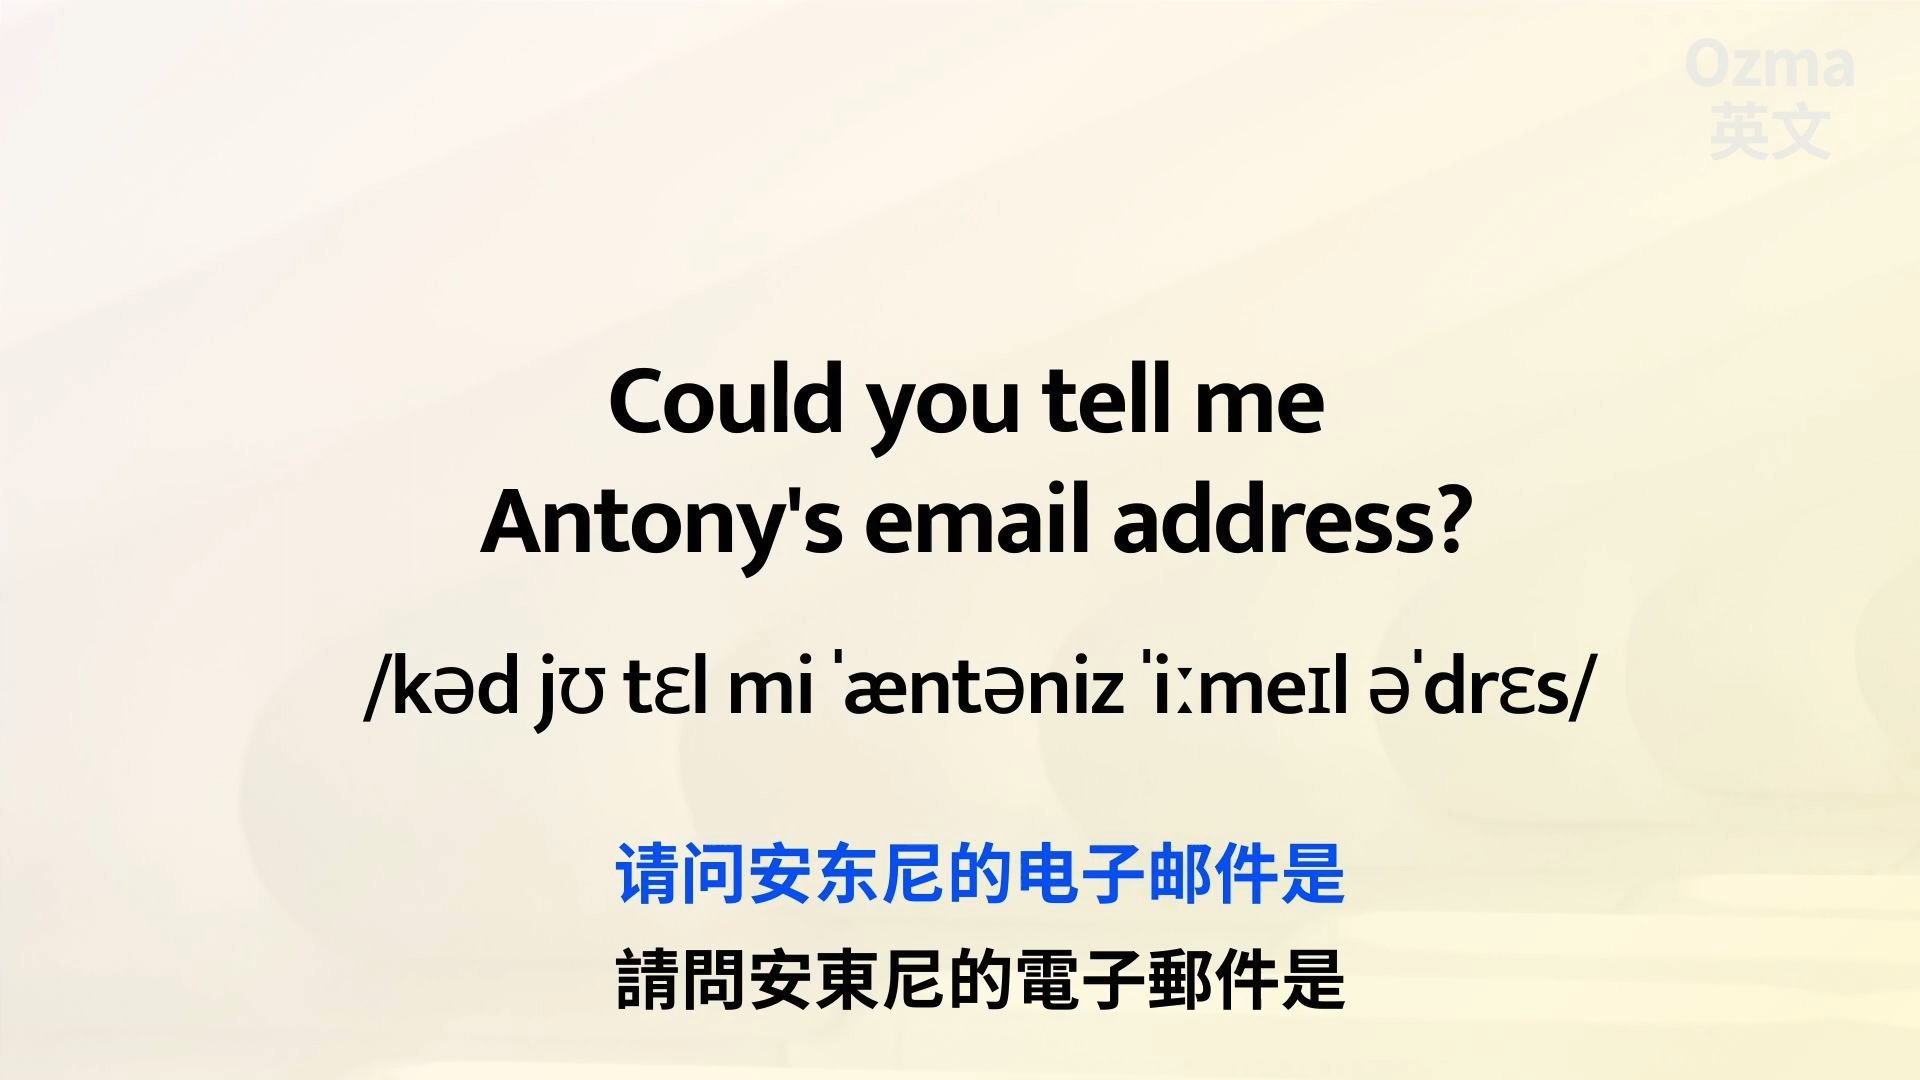 Ozma
英文
Could you tell me
Antony's email address?
/kəd jʊ tɛl mi ˈæntəniz ˈiːmeɪl əˈdrɛs/
请问安东尼的电子邮件是
請問安東尼的電子郵件是